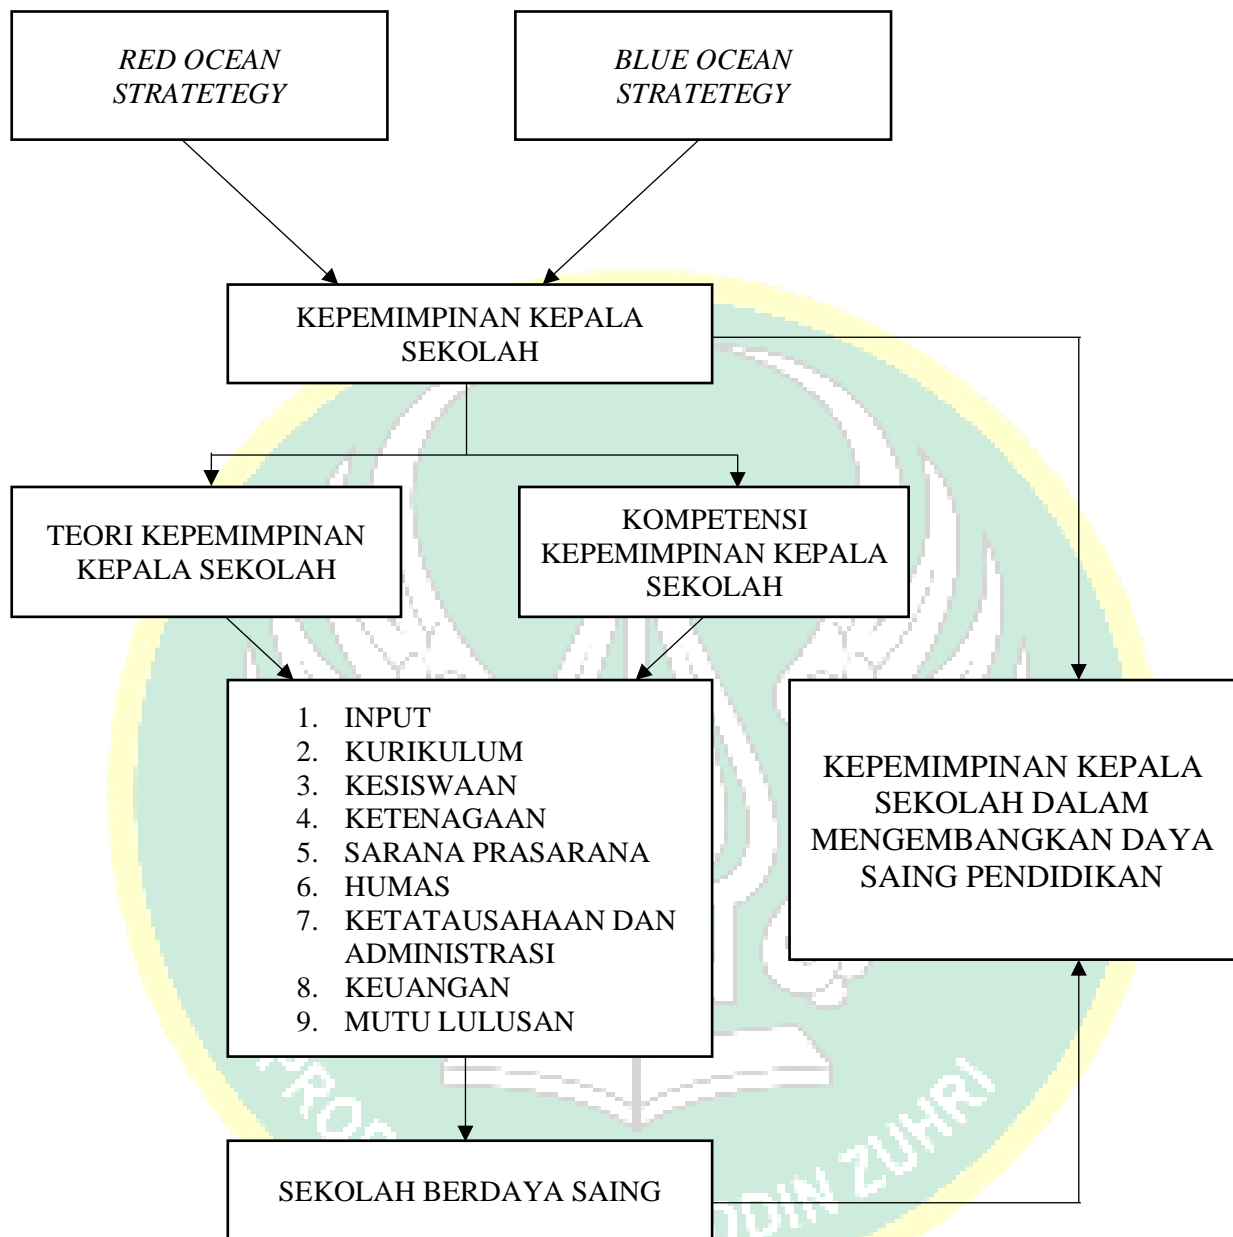 RED OCEAN
STRATETEGY
BLUE OCEAN
STRATETEGY
KEPEMIMPINAN KEPALA
SEKOLAH
TEORI KEPEMIMPINAN
KEPALA SEKOLAH
KOMPETENSI
KEPEMIMPINAN KEPALA
SEKOLAH
1. INPUT
2. KURIKULUM
3. KESISWAAN
4. KETENAGAAN
5. SARANA PRASARANA
6. HUMAS
7. KETATAUSAHAAN DAN
ADMINISTRASI
8. KEUANGAN
9. MUTU LULUSAN
KEPEMIMPINAN KEPALA
SEKOLAH DALAM
MENGEMBANGKAN DAYA
SAING PENDIDIKAN
SEKOLAH BERDAYA SAING
ZUHRI